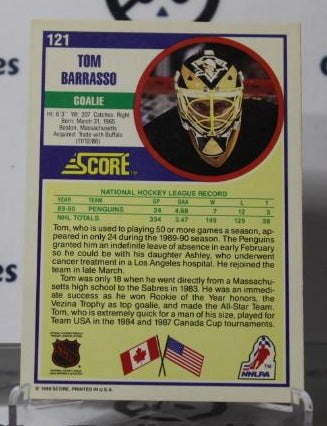 121
TOM
BARRASSO
GOALIE
Ht: 6'3" Wt: 207 Catches: Right
Born: March 31, 1965
Boston, Massachusetts
Acquired: Trade with Buffalo
(11/12/88)
SCORE
NATIONAL HOCKEY LEAGUE RECORD
YEAR TEAM GP GAA W L T
89-90 PENGUINS 24 4.68 7 12 3
NHL TOTALS 334 3.47 149 129 38
Tom, who is used to playing 50 or more games a season, ap-
peared in only 24 during the 1989-90 season. The Penguins
granted him an indefinite leave of absence in early February
so he could be with his daughter Ashley, who underwent
cancer treatment in a Los Angeles hospital. He rejoined the
team in late March.
Tom was only 18 when he went directly from a Massachu-
setts high school to the Sabres in 1983. He was an immedi-
ate success as he won Rookie of the Year honors, the
Vezina Trophy as top goalie, and made the All-Star Team.
Tom, who is extremely quick for a man of his size, played for
Team USA in the 1984 and 1987 Canada Cup tournaments.
NHL
NHLPA
© 1990 SCORE, PRINTED IN U.S.A.